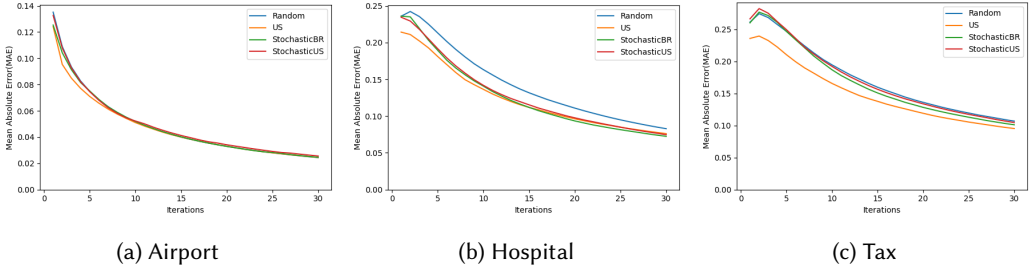 0.14
0.12
0.10
0.08
0.06
0.04
0.02
0.00
Mean Absolute Error(MAE)
0 5 10 15 20 25 30
Iterations
Random
US
StochasticBR
StochasticUS
(a) Airport
0.25
0.20
0.15
0.10
0.05
0.00
Mean Absolute Error(MAE)
0 5 10 15 20 25 30
Iterations
Random
US
StochasticBR
StochasticUS
(b) Hospital
0.25
0.20
0.15
0.10
0.05
0.00
Mean Absolute Error(MAE)
0 5 10 15 20 25 30
Iterations
Random
US
StochasticBR
StochasticUS
(c) Tax